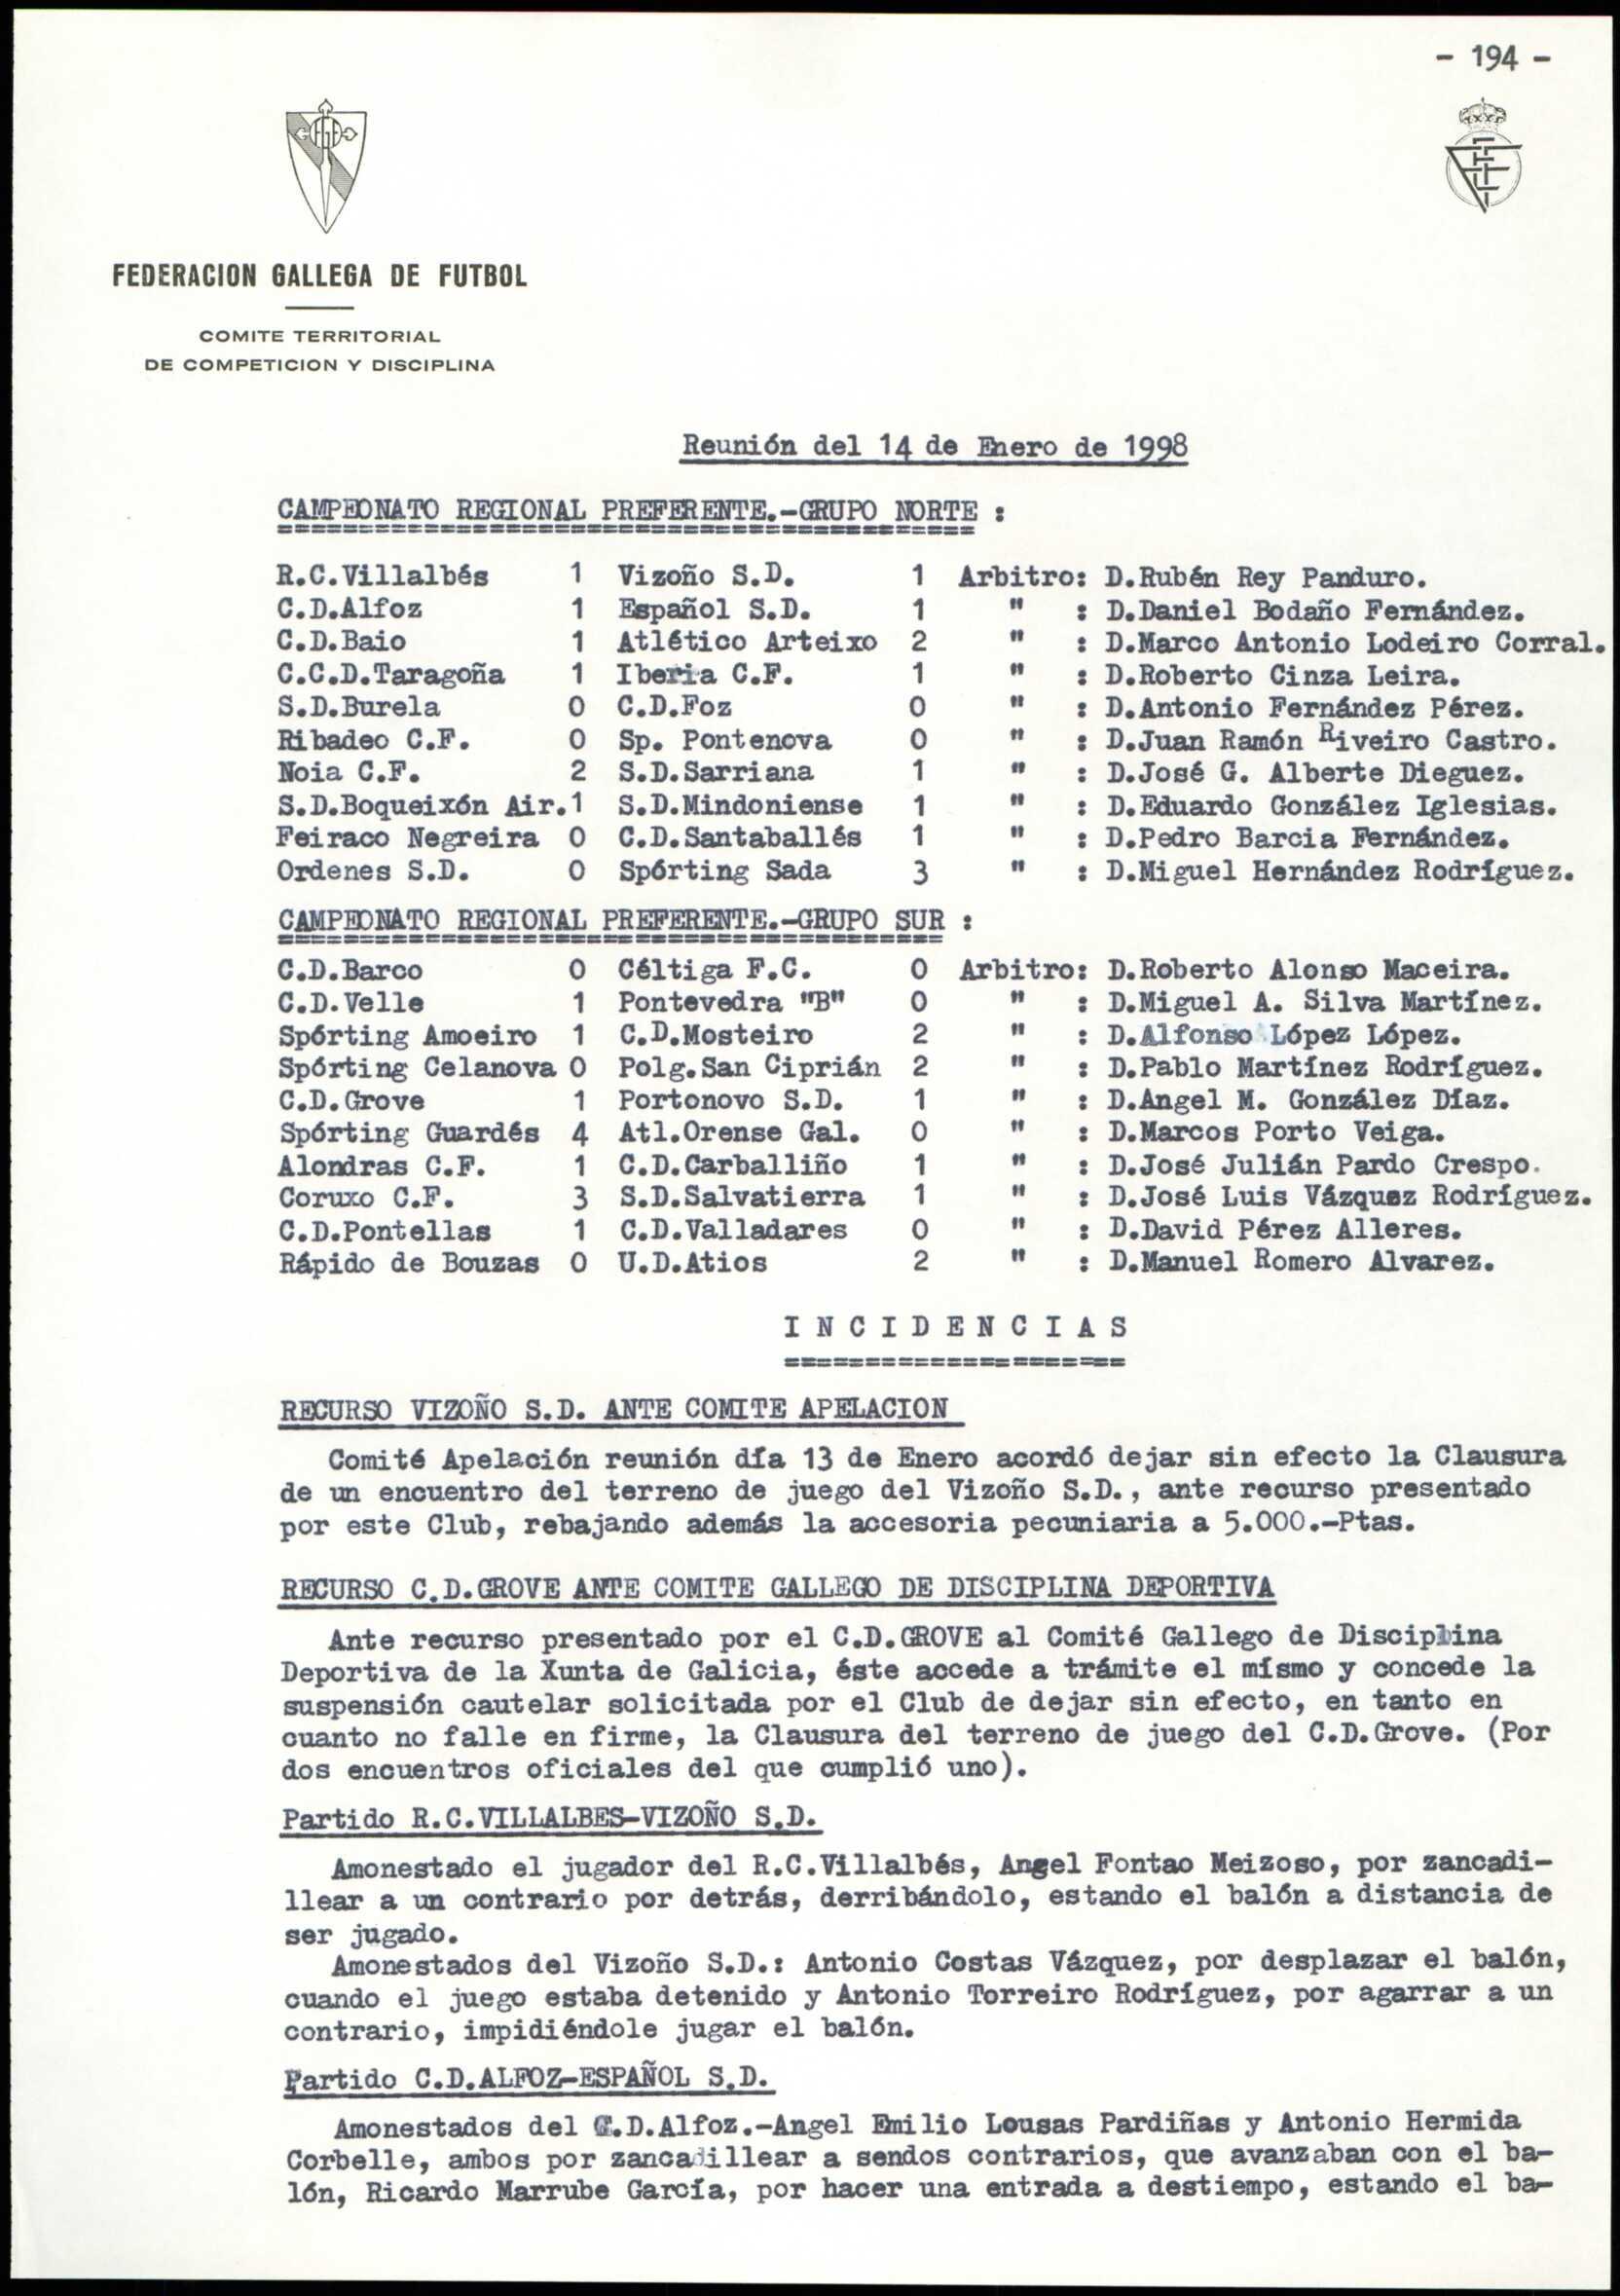 - 194 -
FEDERACION GALLEGA DE FUTBOL
COMITE TERRITORIAL
DE COMPETICION Y DISCIPLINA
Reunión del 14 de Enero de 1998
CAMPEONATO REGIONAL PREFERENTE.-GRUPO NORTE :
R.C.Villalbés 1 Vizoño S.D. 1 Arbitro: D.Rubén Rey Panduro.
C.D.Alfoz 1 Español S.D. 1 " : D.Daniel Bodaño Fernández.
C.D.Baio 1 Atlético Arteixo 2 " : D.Marco Antonio Lodeiro Corral.
C.C.D.Taragoña 1 Iberia C.F. 1 " : D.Roberto Cinza Leira.
S.D.Burela 0 C.D.Foz 0 " : D.Antonio Fernández Pérez.
Ribadeo C.F. 0 Sp. Pontenova 0 " : D.Juan Ramón Riveiro Castro.
Noia C.F. 2 S.D.Sarriana 1 " : D.José G. Alberte Dieguez.
S.D.Boqueixón Air.1 S.D.Mindoniense 1 " : D.Eduardo González Iglesias.
Feiraco Negreira 0 C.D.Santaballés 1 " : D.Pedro Barcia Fernández.
Ordenes S.D. 0 Spórting Sada 3 " : D.Miguel Hernández Rodríguez.
CAMPEONATO REGIONAL PREFERENTE.-GRUPO SUR :
C.D.Barco 0 Céltiga F.C. 0 Arbitro: D.Roberto Alonso Maceira.
C.D.Velle 1 Pontevedra "B" 0 " : D.Miguel A. Silva Martínez.
Spórting Amoeiro 1 C.D.Mosteiro 2 " : D.Alfonso López López.
Spórting Celanova 0 Polg.San Ciprián 2 " : D.Pablo Martínez Rodríguez.
C.D.Grove 1 Portonovo S.D. 1 " : D.Angel M. González Díaz.
Spórting Guardés 4 Atl.Orense Gal. 0 " : D.Marcos Porto Veiga.
Alondras C.F. 1 C.D.Carballiño 1 " : D.José Julián Pardo Crespo.
Coruxo C.F. 3 S.D.Salvatierra 1 " : D.José Luis Vázquez Rodríguez.
C.D.Pontellas 1 C.D.Valladares 0 " : D.David Pérez Alleres.
Rápido de Bouzas 0 U.D.Atios 2 " : D.Manuel Romero Alvarez.
I N C I D E N C I A S
RECURSO VIZOÑO S.D. ANTE COMITE APELACION
Comité Apelación reunión día 13 de Enero acordó dejar sin efecto la Clausura
de un encuentro del terreno de juego del Vizoño S.D., ante recurso presentado
por este Club, rebajando además la accesoria pecuniaria a 5.000.-Ptas.
RECURSO C.D.GROVE ANTE COMITE GALLEGO DE DISCIPLINA DEPORTIVA
Ante recurso presentado por el C.D.GROVE al Comité Gallego de Disciplina
Deportiva de la Xunta de Galicia, éste accede a trámite el mísmo y concede la
suspensión cautelar solicitada por el Club de dejar sin efecto, en tanto en
cuanto no falle en firme, la Clausura del terreno de juego del C.D.Grove. (Por
dos encuentros oficiales del que cumplió uno).
Partido R.C.VILLALBES-VIZOÑO S.D.
Amonestado el jugador del R.C.Villalbés, Angel Fontao Meizoso, por zancadi-
llear a un contrario por detrás, derribándolo, estando el balón a distancia de
ser jugado.
Amonestados del Vizoño S.D.: Antonio Costas Vázquez, por desplazar el balón,
cuando el juego estaba detenido y Antonio Torreiro Rodríguez, por agarrar a un
contrario, impidiéndole jugar el balón.
Partido C.D.ALFOZ-ESPAÑOL S.D.
Amonestados del C.D.Alfoz.-Angel Emilio Lousas Pardiñas y Antonio Hermida
Corbelle, ambos por zancadillear a sendos contrarios, que avanzaban con el ba-
lón, Ricardo Marrube García, por hacer una entrada a destiempo, estando el ba-